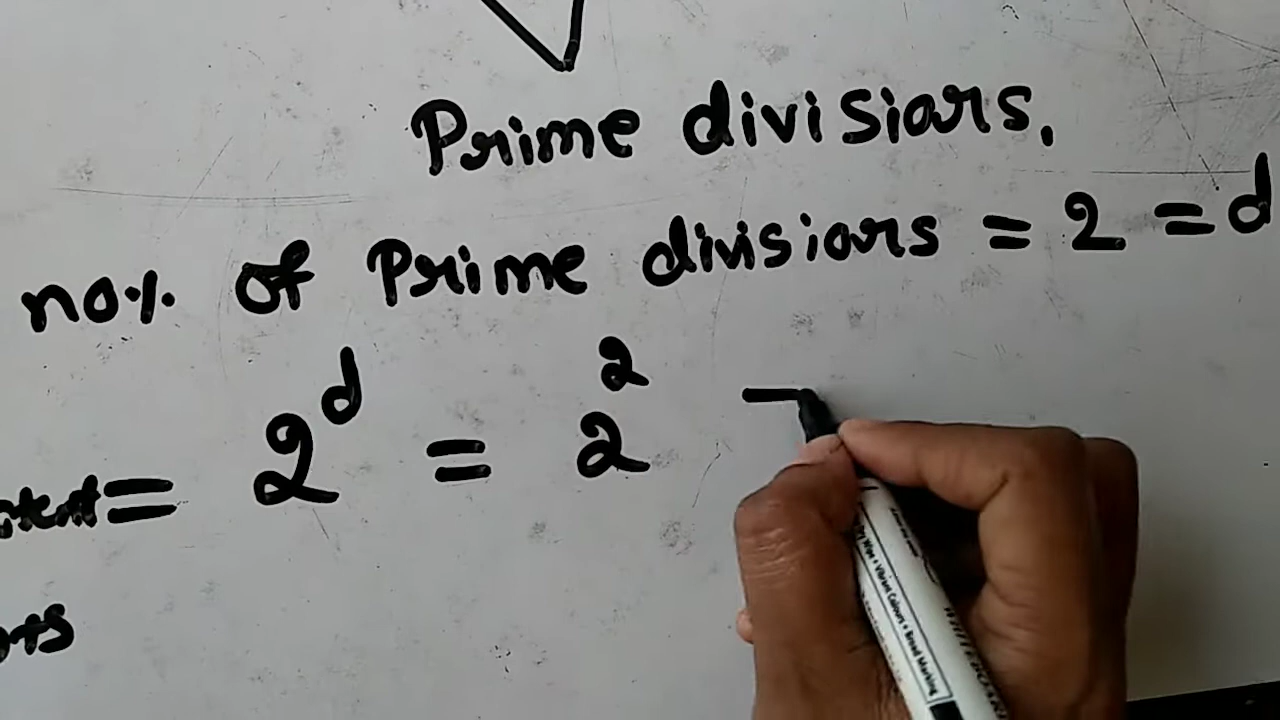 Prime divisiars.
no% of Prime divisiars = 2 = d
= 2^d = 2^2